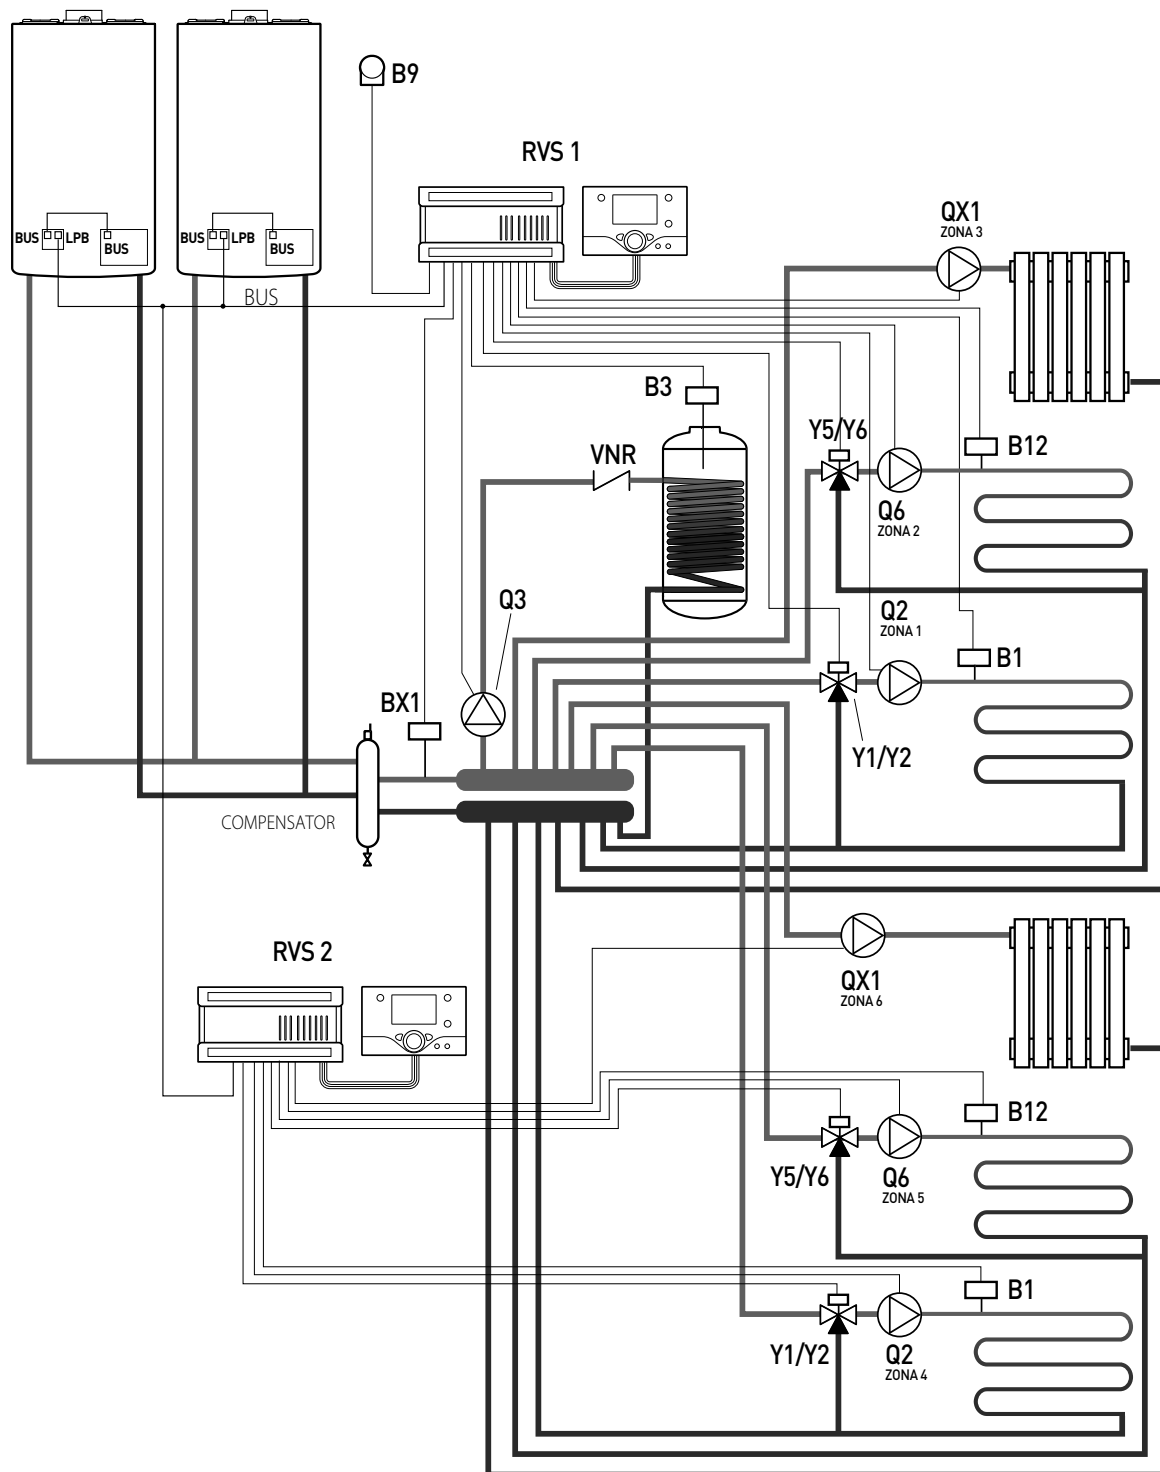 B9
RVS 1
QX1
ZONA 3
BUS
LPB
BUS
BUS
LPB
BUS
BUS
B3
Y5/Y6
B12
VNR
Q6
ZONA 2
Q3
Q2
ZONA 1
B1
BX1
Y1/Y2
COMPENSATOR
RVS 2
QX1
ZONA 6
B12
Y5/Y6
Q6
ZONA 5
B1
Y1/Y2
Q2
ZONA 4